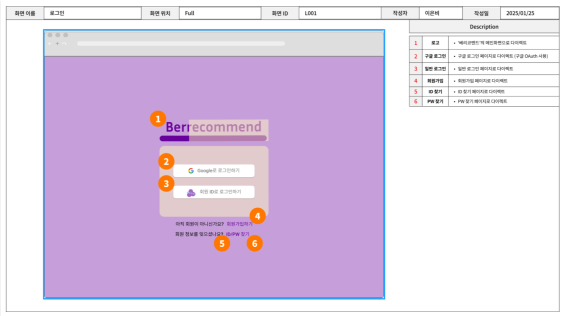 화면 이름 로그인 화면 위치 Full 화면 ID L001 작성자 이은비 작성일 2025/01/25
Description
1 로고 • '베리코멘드'의 메인화면으로 다이렉트
2 구글 로그인 • 구글 로그인 페이지로 다이렉트 (구글 OAuth 사용)
3 일반 로그인 • 일반 로그인 페이지로 다이렉트
4 회원가입 • 회원가입 페이지로 다이렉트
5 ID 찾기 • ID 찾기 페이지로 다이렉트
6 PW 찾기 • PW 찾기 페이지로 다이렉트
1
Berrecommend
2
G Google로 로그인하기
3
회원 ID로 로그인하기
4
아직 회원이 아니신가요? 회원가입하기
회원 정보를 잊으셨나요? ID/PW 찾기
5 6